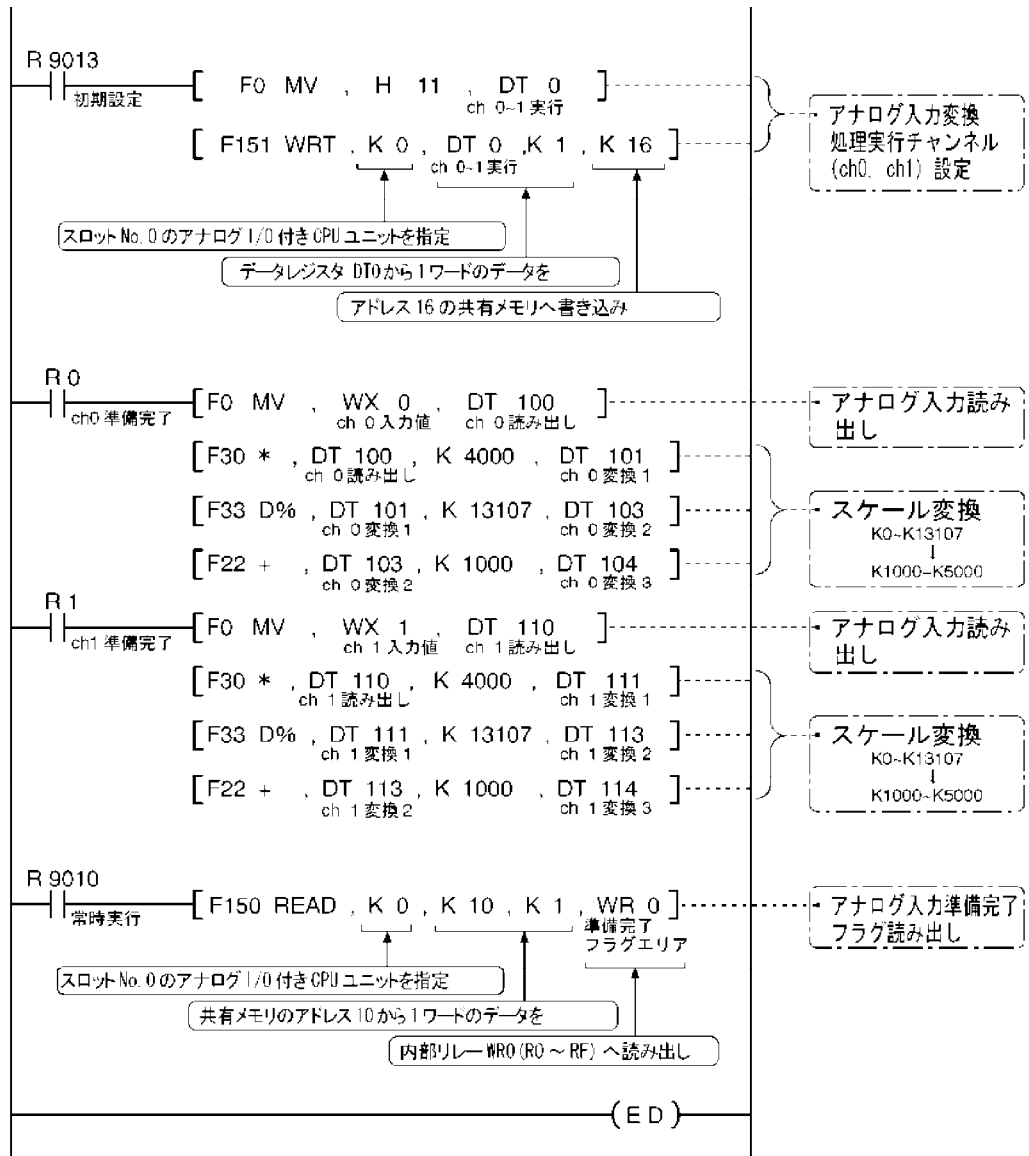 R 9013
初期設定
[ F0 MV , H 11 , DT 0 ]
ch 0~1 実行
[ F151 WRT , K 0 , DT 0 ,K 1 , K 16 ]
ch 0~1 実行
アナログ入力変換
処理実行チャンネル
(ch0, ch1) 設定
スロットNo. 0 のアナログ I/O 付き CPU ユニットを指定
データレジスタ DT0 から 1 ワードのデータを
アドレス 16 の共有メモリへ書き込み
R 0
ch0 準備完了
[F0 MV , WX 0 , DT 100 ]
ch 0 入力値 ch 0 読み出し
アナログ入力読み
出し
[F30 * , DT 100 , K 4000 , DT 101 ]
ch 0 読み出し ch 0 変換 1
[F33 D% , DT 101 , K 13107 , DT 103 ]
ch 0 変換 1 ch 0 変換 2
[F22 + , DT 103 , K 1000 , DT 104 ]
ch 0 変換 2 ch 0 変換 3
スケール変換
K0~K13107
↓
K1000~K5000
R 1
ch1 準備完了
[F0 MV , WX 1 , DT 110 ]
ch 1 入力値 ch 1 読み出し
アナログ入力読み
出し
[F30 * , DT 110 , K 4000 , DT 111 ]
ch 1 読み出し ch 1 変換 1
[F33 D% , DT 111 , K 13107 , DT 113 ]
ch 1 変換 1 ch 1 変換 2
[F22 + , DT 113 , K 1000 , DT 114 ]
ch 1 変換 2 ch 1 変換 3
スケール変換
K0~K13107
↓
K1000~K5000
R 9010
常時実行
[F150 READ , K 0 , K 10 , K 1 , WR 0 ]
準備完了
フラグエリア
アナログ入力準備完了
フラグ読み出し
スロットNo. 0 のアナログ I/O 付き CPU ユニットを指定
共有メモリのアドレス 10 から 1 ワードのデータを
内部リレー WR0 (R0 ～ RF) へ読み出し
(ED)